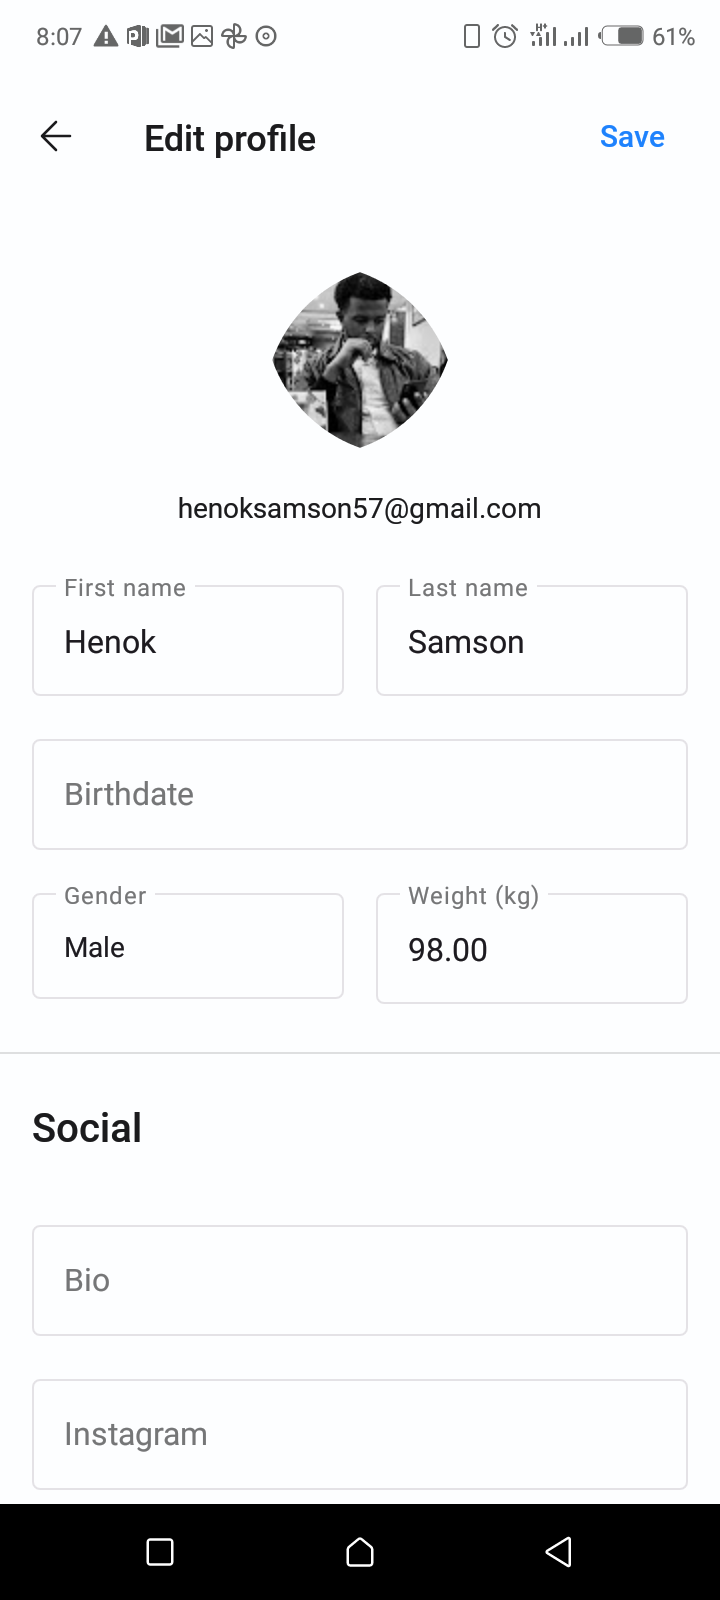 8:07 61%
Edit profile Save
henoksamson57@gmail.com
First name Last name
Henok Samson
Birthdate
Gender Weight (kg)
Male 98.00
Social
Bio
Instagram